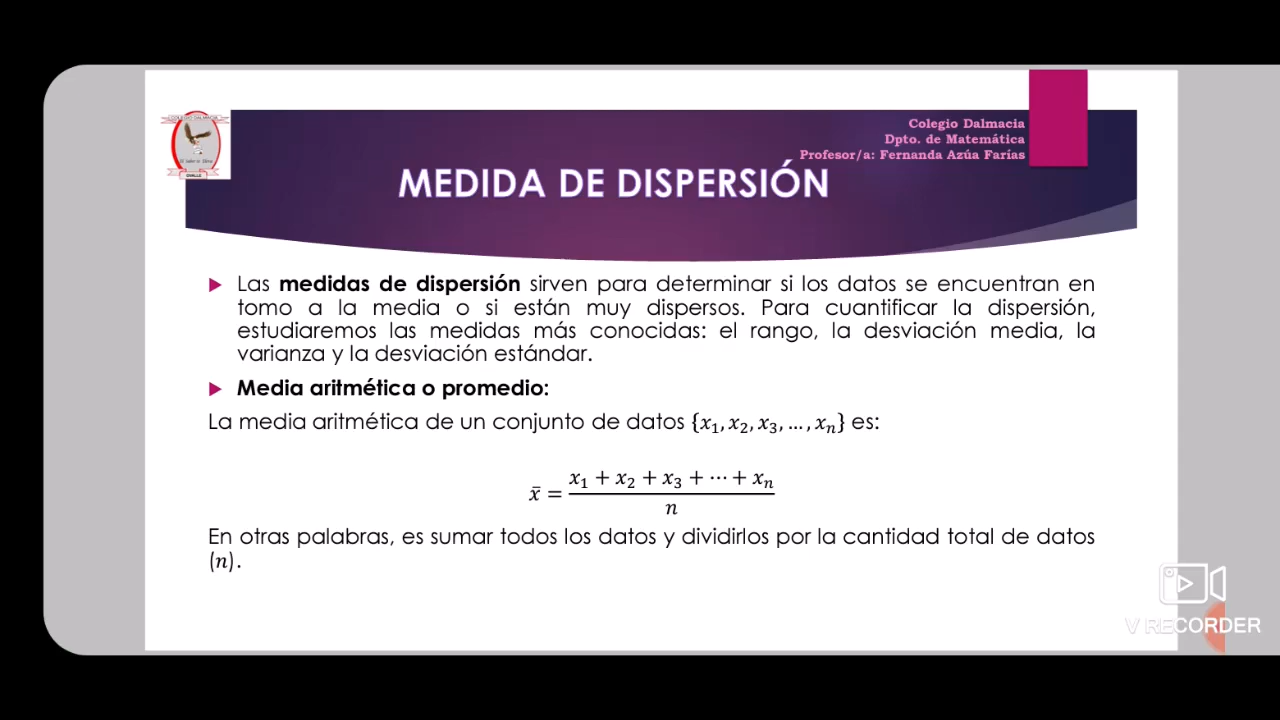 COLEGIO DALMACIA
OVALLE
Colegio Dalmacia
Dpto. de Matemática
Profesor/a: Fernanda Azúa Farías
MEDIDA DE DISPERSIÓN
Las medidas de dispersión sirven para determinar si los datos se encuentran en
tomo a la media o si están muy dispersos. Para cuantificar la dispersión,
estudiaremos las medidas más conocidas: el rango, la desviación media, la
varianza y la desviación estándar.
Media aritmética o promedio:
La media aritmética de un conjunto de datos {x₁, x₂, x₃, ... , xₙ} es:
x̄ = (x₁ + x₂ + x₃ + ⋯ + xₙ) / n
En otras palabras, es sumar todos los datos y dividirlos por la cantidad total de datos
(n).
V RECORDER